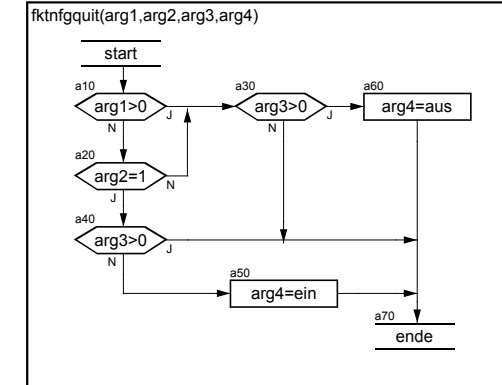 fktnfgquit(arg1,arg2,arg3,arg4)
start
a10
arg1>0
J
N
a30
arg3>0
J
N
a60
arg4=aus
a20
arg2=1
N
J
a40
arg3>0
J
N
a50
arg4=ein
a70
ende